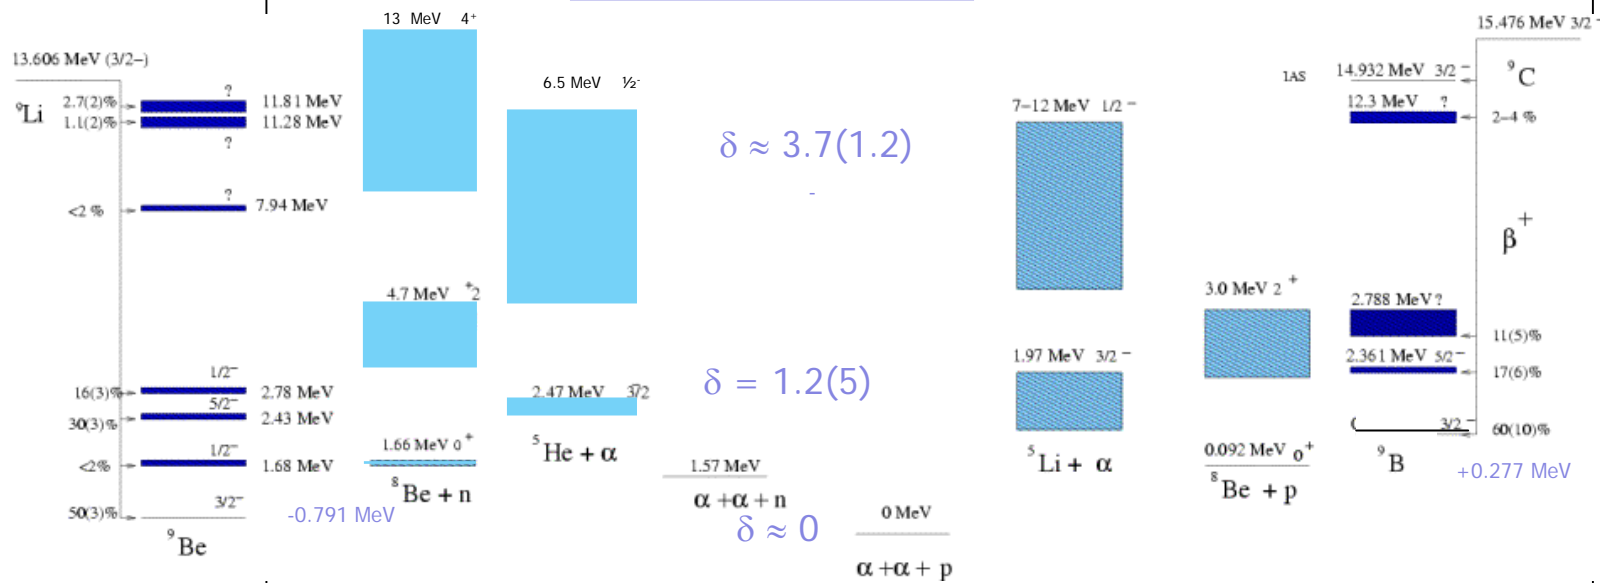 13.606 MeV (3/2–)
⁹Li
2.7(2)%
?
11.81 MeV
1.1(2)%
11.28 MeV
?
?
<2 %
7.94 MeV
1/2⁻
16(3)%
2.78 MeV
5/2⁻
30(3)%
2.43 MeV
1/2⁻
<2%
1.68 MeV
3/2⁻
50(3)%
⁹Be
-0.791 MeV
13 MeV 4⁺
4.7 MeV ⁺2
1.66 MeV 0⁺
⁸Be + n
6.5 MeV ½⁻
2.47 MeV 3/2⁻
⁵He + α
1.57 MeV
α +α + n
δ ≈ 3.7(1.2)
-
δ = 1.2(5)
δ ≈ 0
0 MeV
α +α + p
7–12 MeV 1/2⁻
1.97 MeV 3/2⁻
⁵Li + α
3.0 MeV 2⁺
0.092 MeV 0⁺
⁸Be + p
15.476 MeV 3/2⁻
⁹C
IAS
14.932 MeV 3/2⁻
12.3 MeV ?
2–4 %
β⁺
2.788 MeV ?
11(5)%
2.361 MeV 5/2⁻
17(6)%
3/2⁻
60(10)%
⁹B
+0.277 MeV